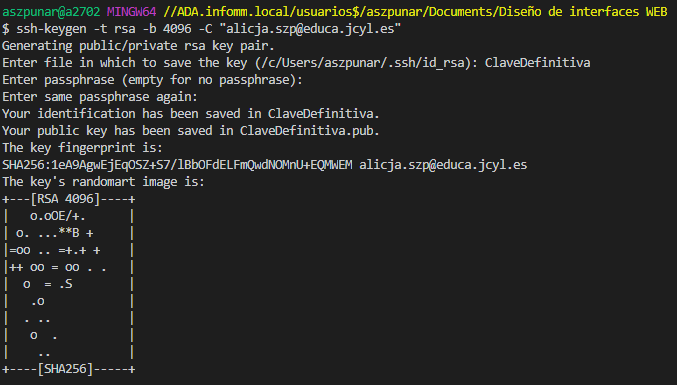 aszpunar@a2702 MINGW64 //ADA.infomm.local/usuarios$/aszpunar/Documents/Diseño de interfaces WEB
$ ssh-keygen -t rsa -b 4096 -C "alicja.szp@educa.jcyl.es"
Generating public/private rsa key pair.
Enter file in which to save the key (/c/Users/aszpunar/.ssh/id_rsa): ClaveDefinitiva
Enter passphrase (empty for no passphrase):
Enter same passphrase again:
Your identification has been saved in ClaveDefinitiva.
Your public key has been saved in ClaveDefinitiva.pub.
The key fingerprint is:
SHA256:1eA9AgwEjEqOSZ+S7/lBbOFdELFmQwdNOMnU+EQMWEM alicja.szp@educa.jcyl.es
The key's randomart image is:
+---[RSA 4096]----+
|   o.oOE/+.      |
| o. ...**B +     |
|=oo .. =+.+ +    |
|++ oo = oo . .   |
|  o  = .S        |
|   .o            |
|  . ..           |
|   o  .          |
|    ..           |
+----[SHA256]-----+